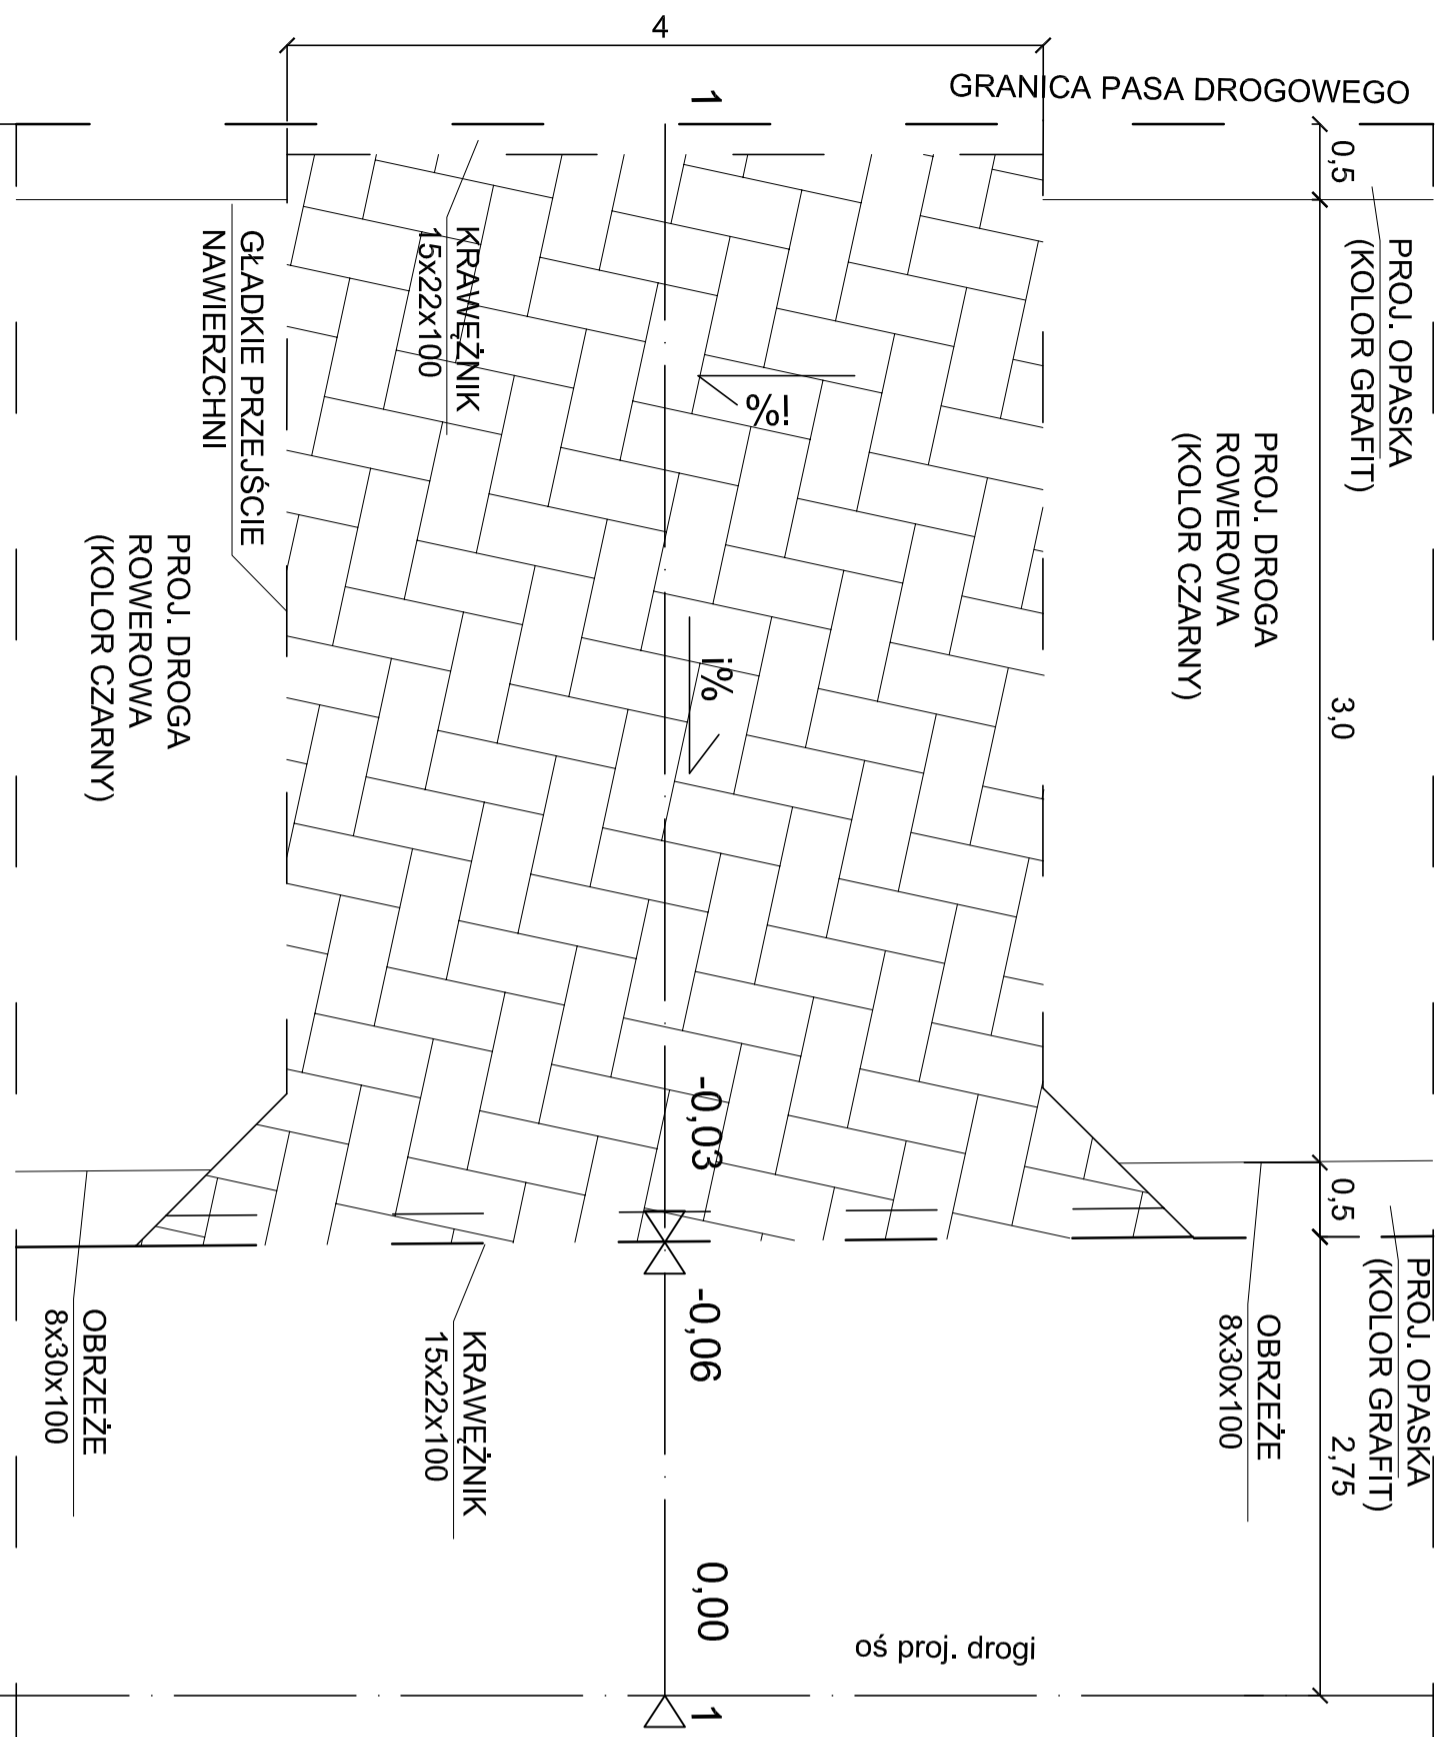 4
GRANICA PASA DROGOWEGO
1
0,5
PROJ. OPASKA
(KOLOR GRAFIT)
KRAWĘŻNIK
15x22x100
GŁADKIE PRZEJŚCIE
NAWIERZCHNI
i%
PROJ. DROGA
ROWEROWA
(KOLOR CZARNY)
PROJ. DROGA
ROWEROWA
(KOLOR CZARNY)
i%
3,0
-0,03
0,5
-0,06
PROJ. OPASKA
(KOLOR GRAFIT)
OBRZEŻE
8x30x100
KRAWĘŻNIK
15x22x100
OBRZEŻE
8x30x100
2,75
0,00
oś proj. drogi
1